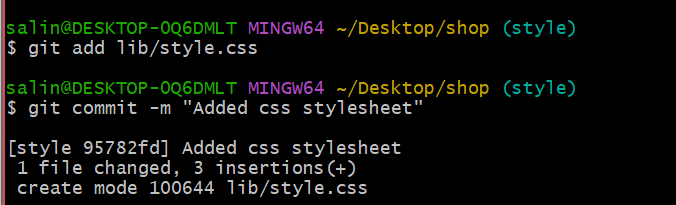 salin@DESKTOP-OQ6DMLT MINGW64 ~/Desktop/shop (style)
$ git add lib/style.css
salin@DESKTOP-OQ6DMLT MINGW64 ~/Desktop/shop (style)
$ git commit -m "Added css stylesheet"
[style 95782fd] Added css stylesheet
1 file changed, 3 insertions(+)
create mode 100644 lib/style.css